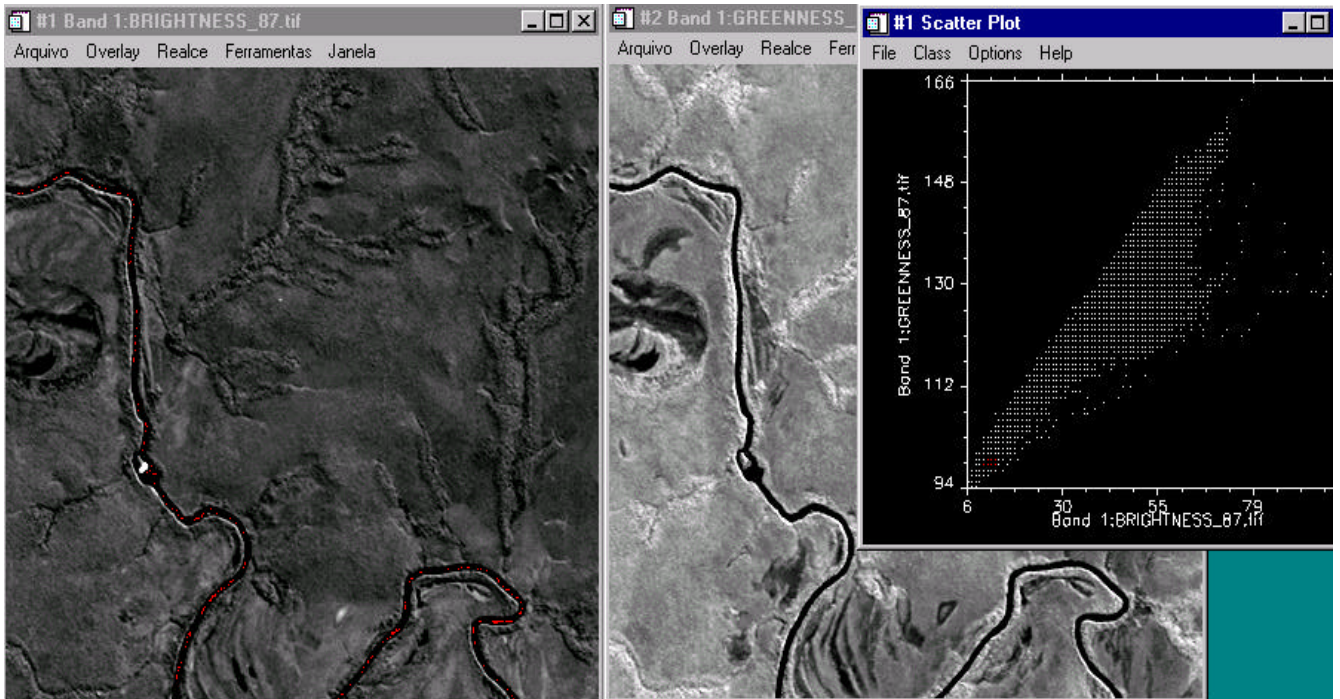 #1 Band 1:BRIGHTNESS_87.tif
Arquivo Overlay Realce Ferramentas Janela
#2 Band 1:GREENNESS_
Arquivo Overlay Realce Ferr
#1 Scatter Plot
File Class Options Help
166
148
130
112
94
Band 1:GREENNESS_87.tif
6 30 55 79
Band 1:BRIGHTNESS_87.tif